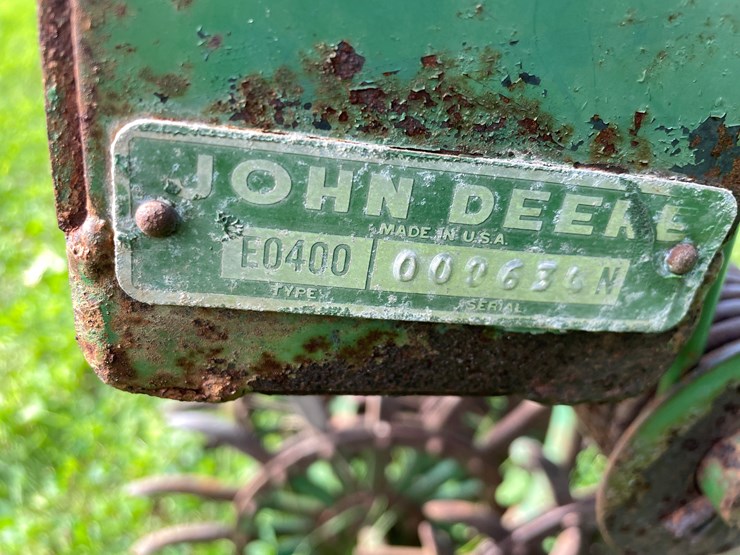 JOHN DEERE
MADE IN U.S.A.
E0400
TYPE
SERIAL